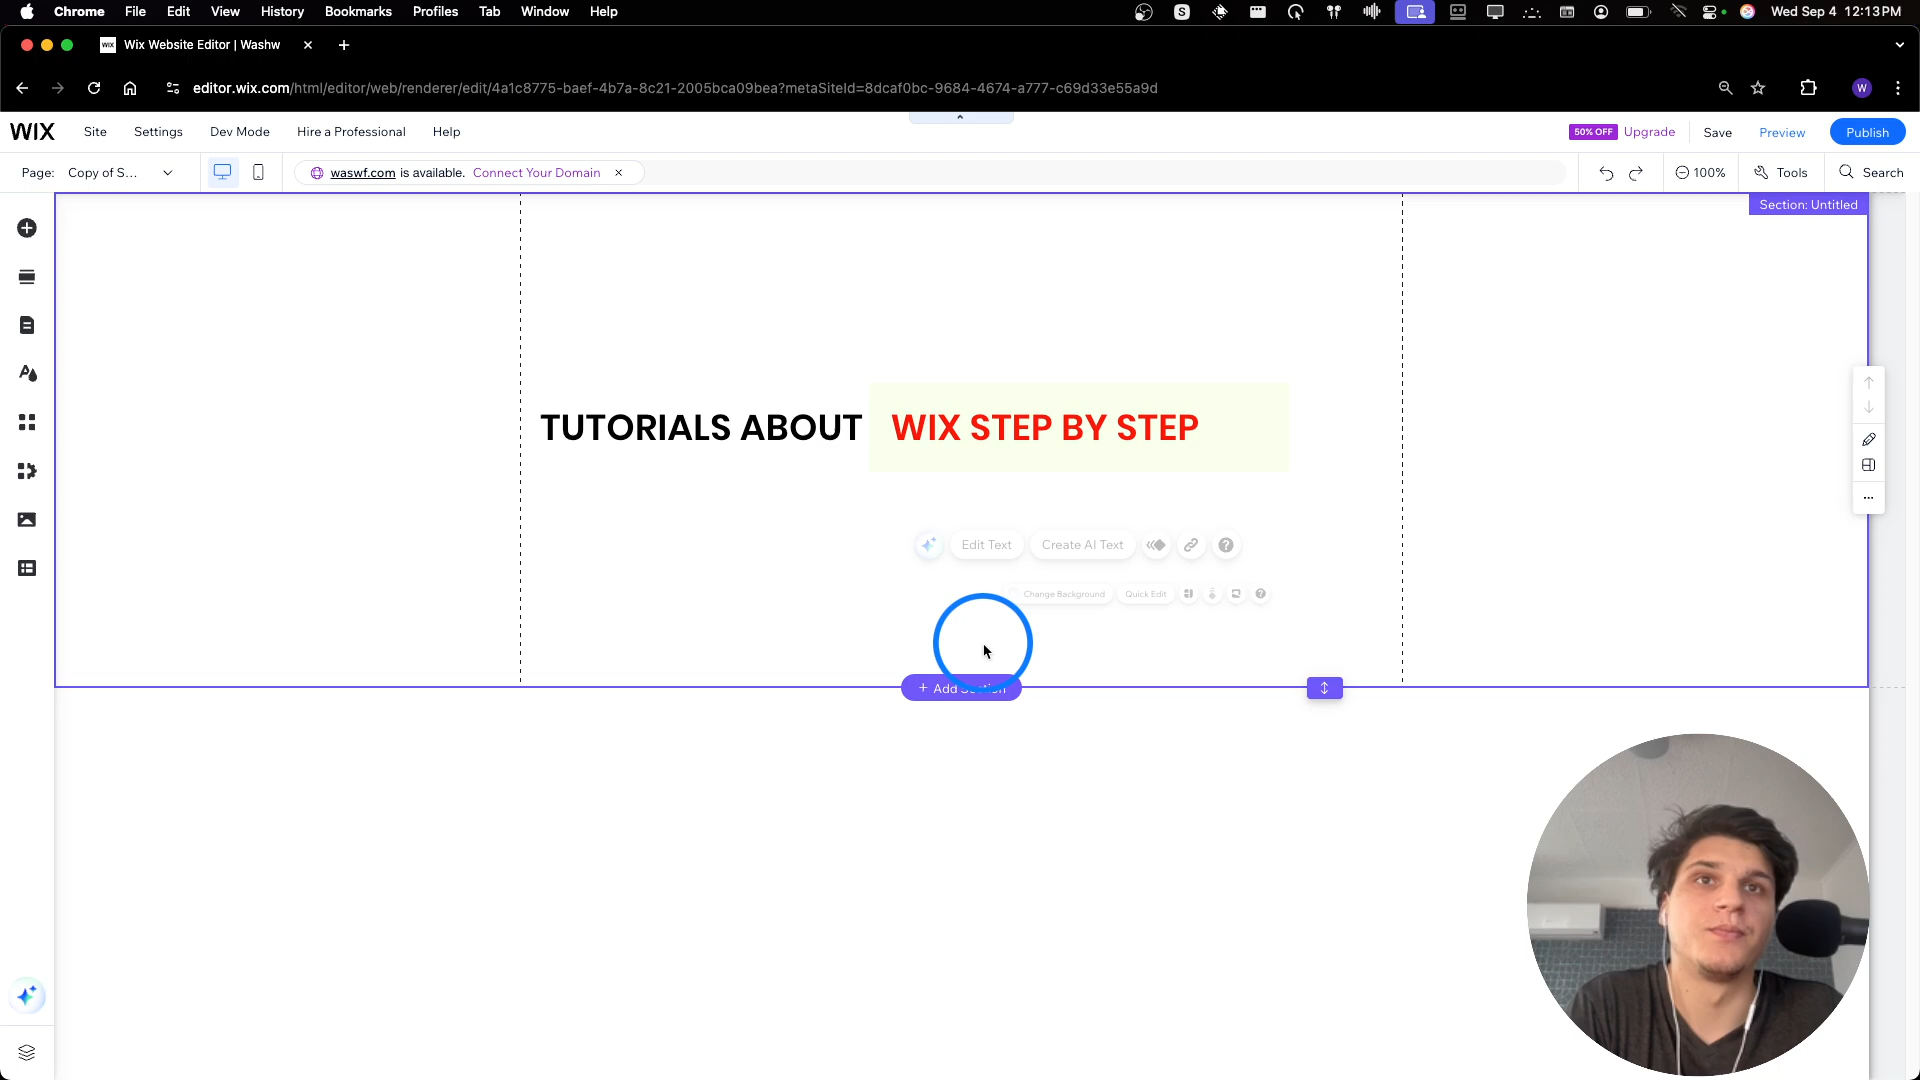 Chrome File Edit View History Bookmarks Profiles Tab Window Help
S
Wed Sep 4 12:13 PM
WIX Wix Website Editor | Washw
editor.wix.com/html/editor/web/renderer/edit/4a1c8775-baef-4b7a-8c21-2005bca09bea?metaSiteId=8dcaf0bc-9684-4674-a777-c69d33e55a9d
W
WIX Site Settings Dev Mode Hire a Professional Help
50% OFF Upgrade Save Preview Publish
Page: Copy of S...
waswf.com is available. Connect Your Domain
100% Tools Search
Section: Untitled
TUTORIALS ABOUT WIX STEP BY STEP
Edit Text Create AI Text ?
Change Background Quick Edit ?
+ Add Section